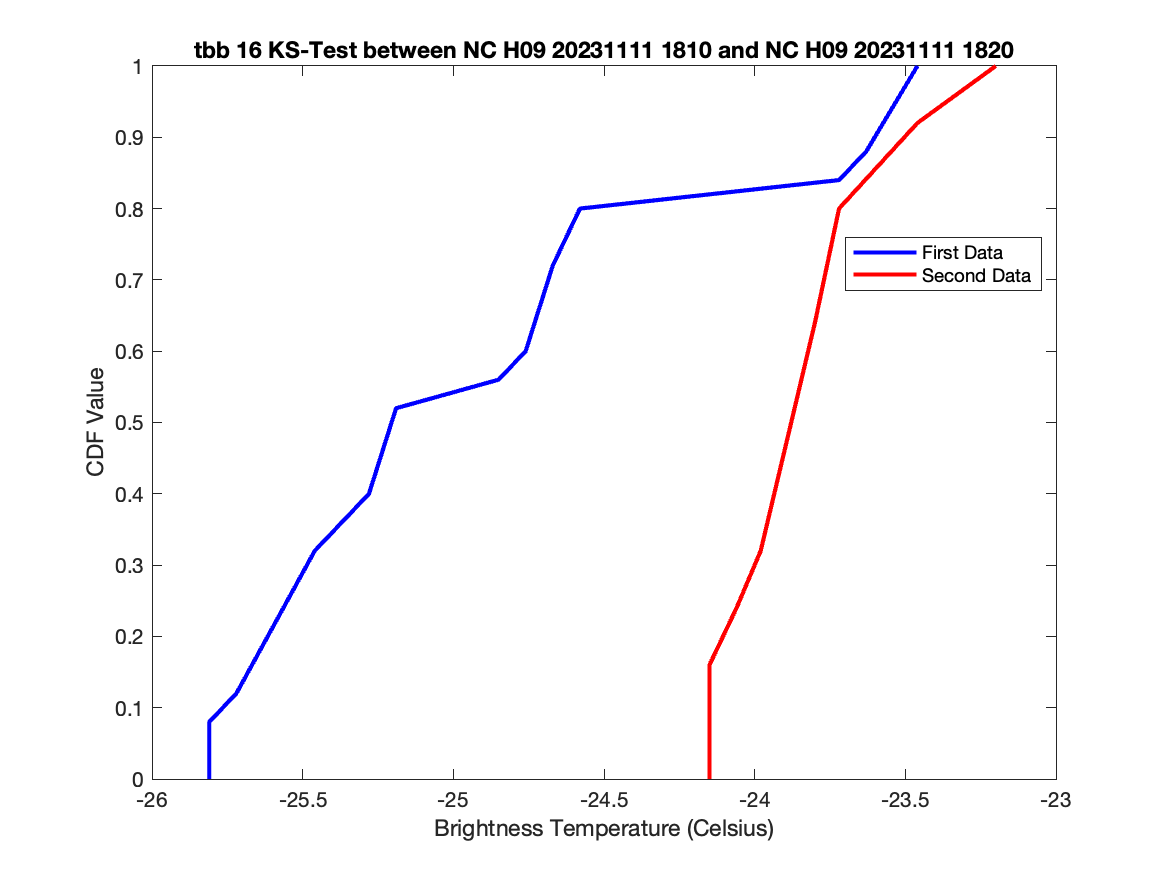 tbb 16 KS-Test between NC H09 20231111 1810 and NC H09 20231111 1820
1
0.9
0.8
0.7
0.6
0.5
0.4
0.3
0.2
0.1
0
CDF Value
First Data
Second Data
-26 -25.5 -25 -24.5 -24 -23.5 -23
Brightness Temperature (Celsius)